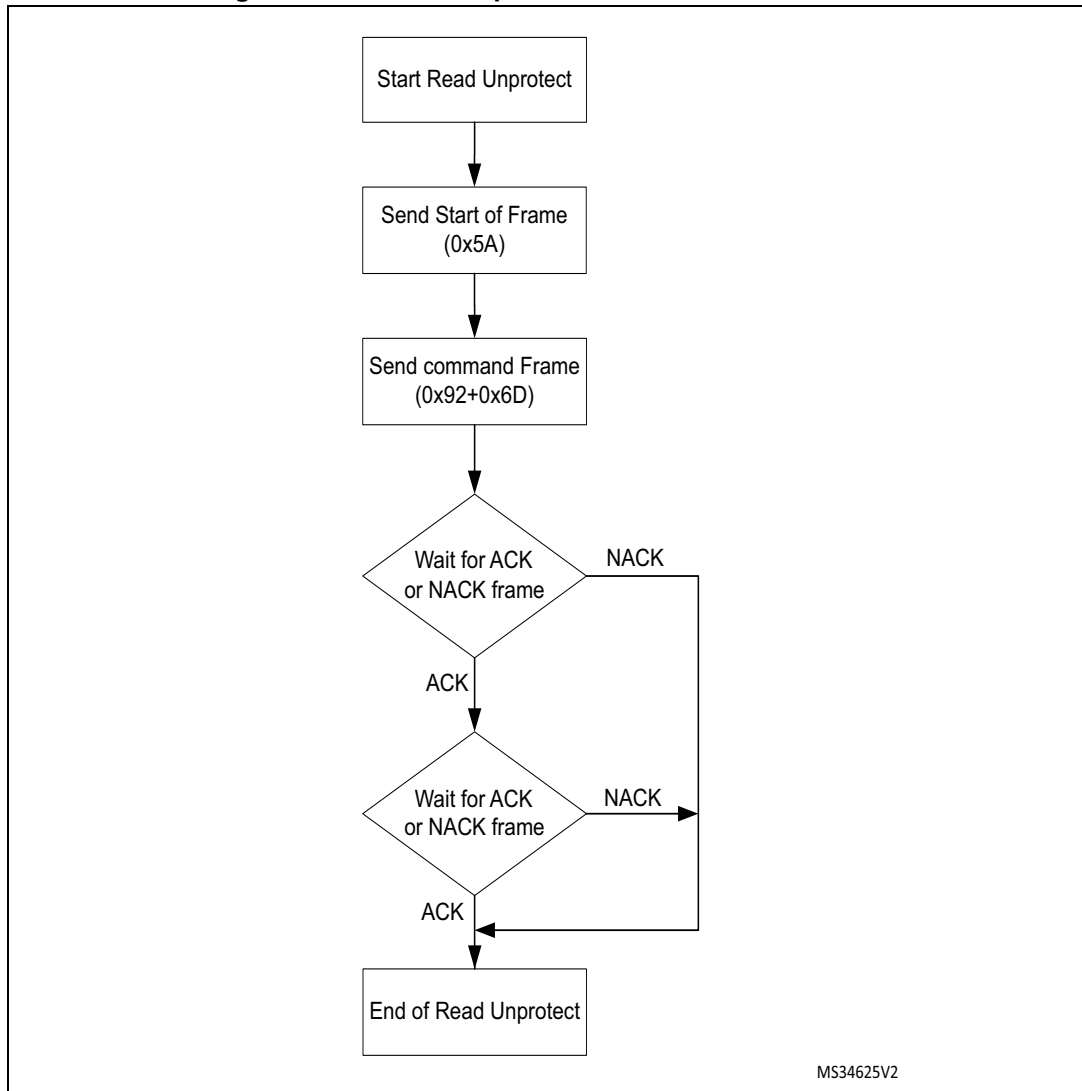 Start Read Unprotect
Send Start of Frame
(0x5A)
Send command Frame
(0x92+0x6D)
Wait for ACK
or NACK frame
NACK
ACK
Wait for ACK
or NACK frame
NACK
ACK
End of Read Unprotect
MS34625V2